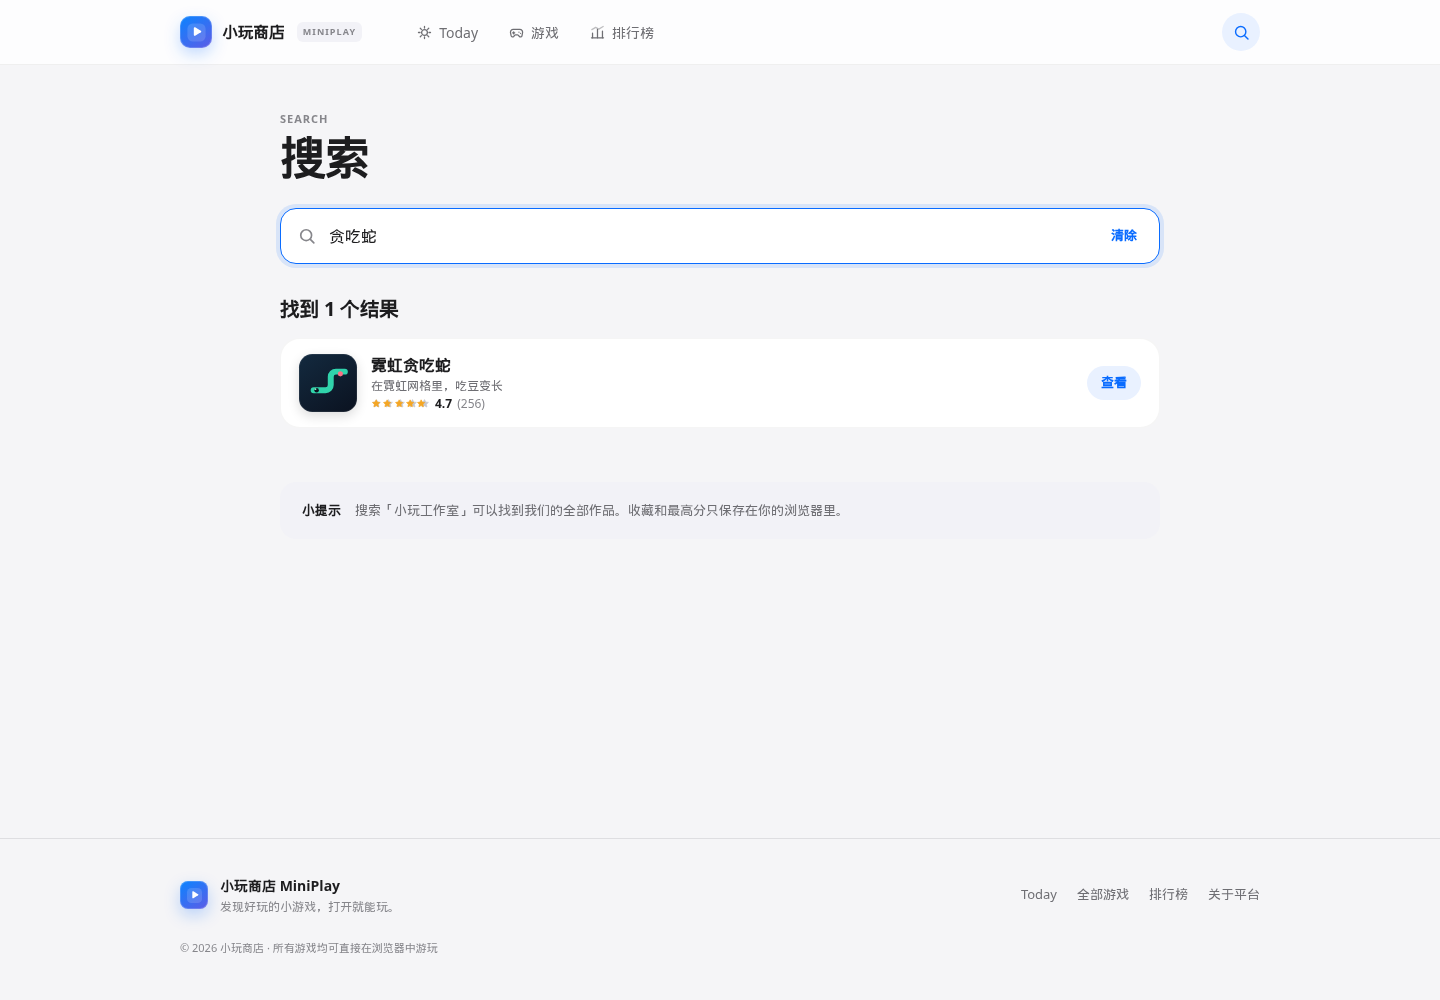 小玩商店 MINIPLAY Today 游戏 排行榜
SEARCH
搜索
贪吃蛇 清除
找到 1 个结果
霓虹贪吃蛇
在霓虹网格里，吃豆变长
4.7 (256)
查看
小提示 搜索「小玩工作室」可以找到我们的全部作品。收藏和最高分只保存在你的浏览器里。
小玩商店 MiniPlay
发现好玩的小游戏，打开就能玩。
Today 全部游戏 排行榜 关于平台
© 2026 小玩商店 · 所有游戏均可直接在浏览器中游玩